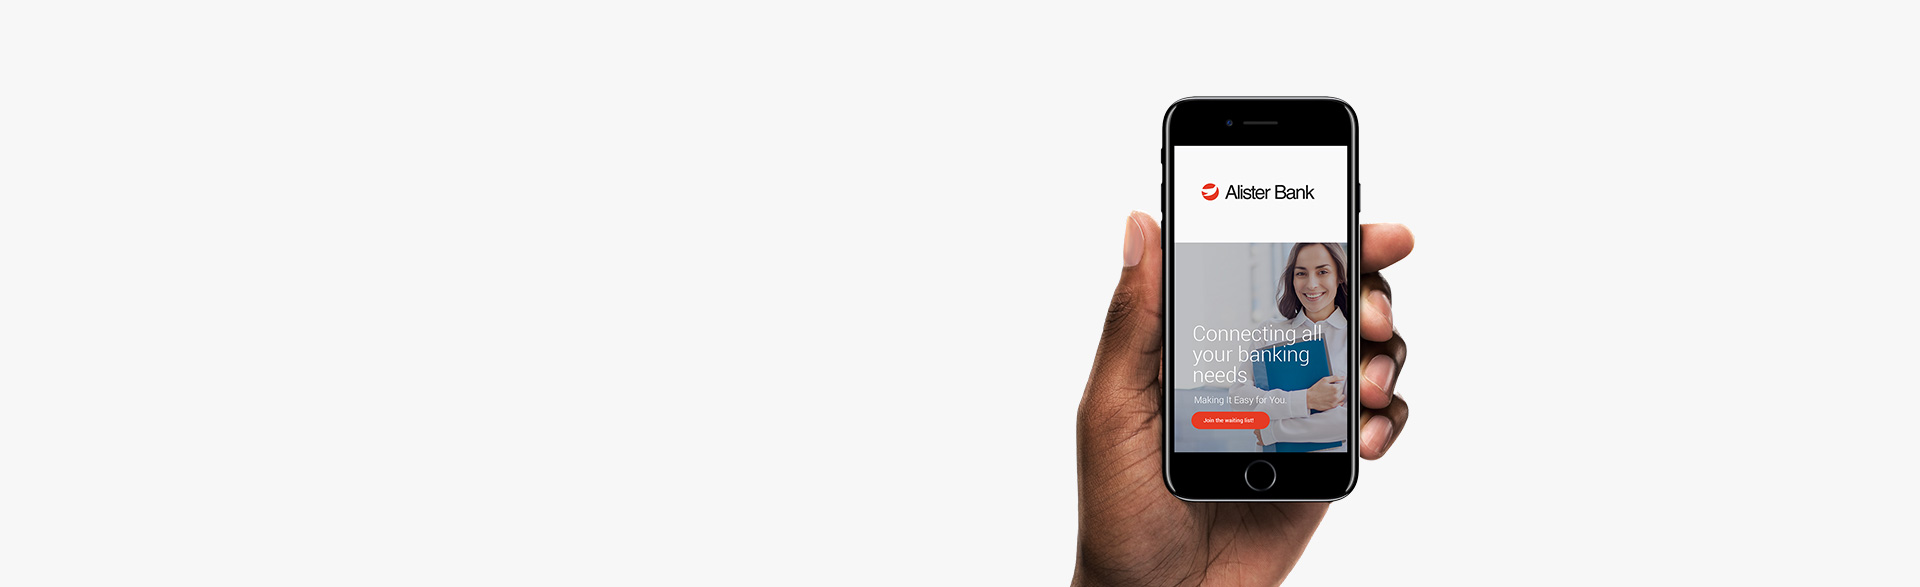 Alister Bank
Connecting all
your banking
needs
Making It Easy for You.
Join the waiting list!